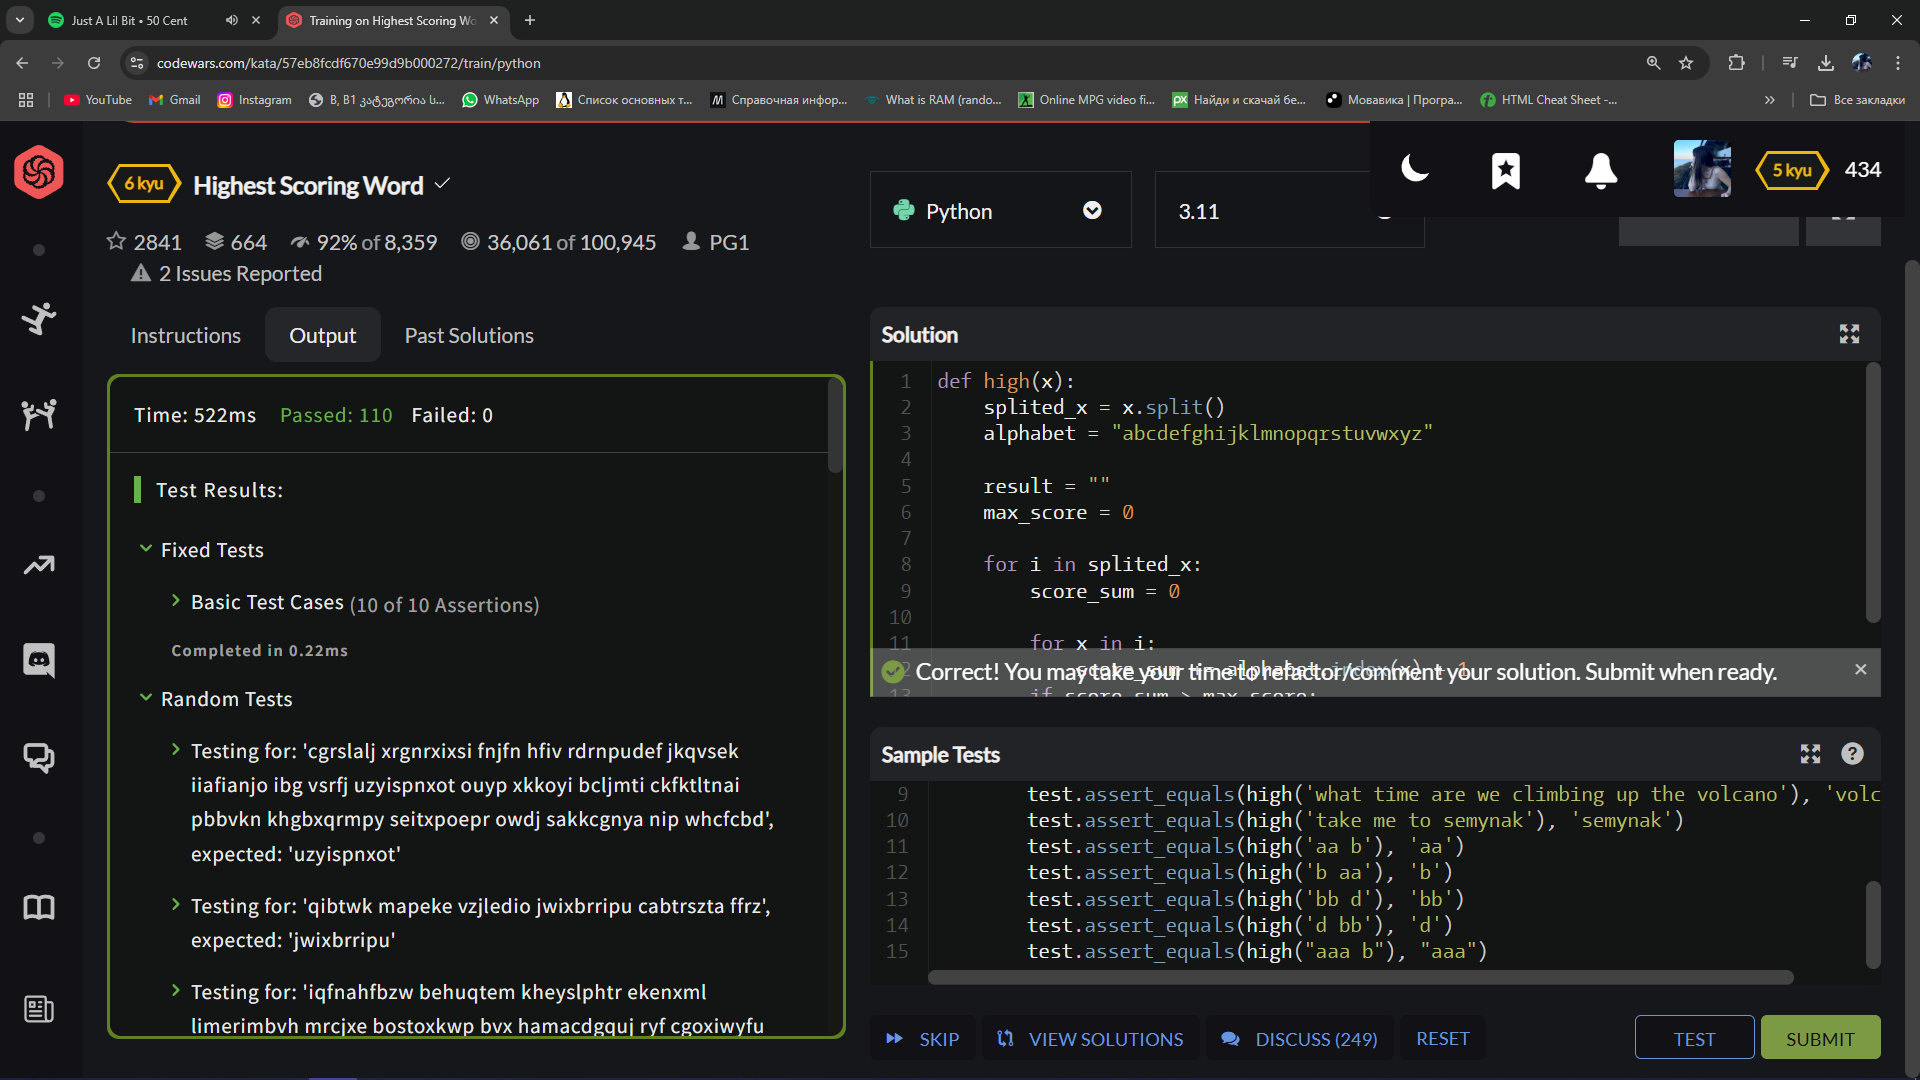 Just A Lil Bit • 50 Cent
Training on Highest Scoring Wo
codewars.com/kata/57eb8fcdf670e99d9b000272/train/python
YouTube
Gmail
Instagram
B, B1 კატეგორია ს...
WhatsApp
Список основных т...
Справочная инфор...
What is RAM (rando...
Online MPG video fi...
Найди и скачай бе...
Мовавика | Програ...
HTML Cheat Sheet -...
Все закладки
6 kyu
Highest Scoring Word
2841
664
92% of 8,359
36,061 of 100,945
PG1
2 Issues Reported
Python
3.11
5 kyu
434
Instructions
Output
Past Solutions
Time: 522ms Passed: 110 Failed: 0
Test Results:
Fixed Tests
Basic Test Cases (10 of 10 Assertions)
Completed in 0.22ms
Random Tests
Testing for: 'cgrslalj xrgnrxixsi fnjfn hfiv rdrnpudef jkqvsek
iiafianjo ibg vsrfj uzyispnxot ouyp xkkoyi bcljmti ckfktltnai
pbbvkn khgbxqrmpy seitxpoepr owdj sakkcgnya nip whcfcbd',
expected: 'uzyispnxot'
Testing for: 'qibtwk mapeke vzjledio jwixbrripu cabtrszta ffrz',
expected: 'jwixbrripu'
Testing for: 'iqfnahfbzw behuqtem kheyslphtr ekenxml
limerimbvh mrcjxe bostoxkwp bvx hamacdgquj ryf cgoxiwyfu
Solution
1 def high(x):
2 splited_x = x.split()
3 alphabet = "abcdefghijklmnopqrstuvwxyz"
4
5 result = ""
6 max_score = 0
7
8 for i in splited_x:
9 score_sum = 0
10
11 for x in i:
12 score_sum += alphabet.index(x) + 1
13 if score_sum > max_score:
Correct! You may take your time to refactor/comment your solution. Submit when ready.
Sample Tests
9 test.assert_equals(high('what time are we climbing up the volcano'), 'volc
10 test.assert_equals(high('take me to semynak'), 'semynak')
11 test.assert_equals(high('aa b'), 'aa')
12 test.assert_equals(high('b aa'), 'b')
13 test.assert_equals(high('bb d'), 'bb')
14 test.assert_equals(high('d bb'), 'd')
15 test.assert_equals(high("aaa b"), "aaa")
SKIP
VIEW SOLUTIONS
DISCUSS (249)
RESET
TEST
SUBMIT